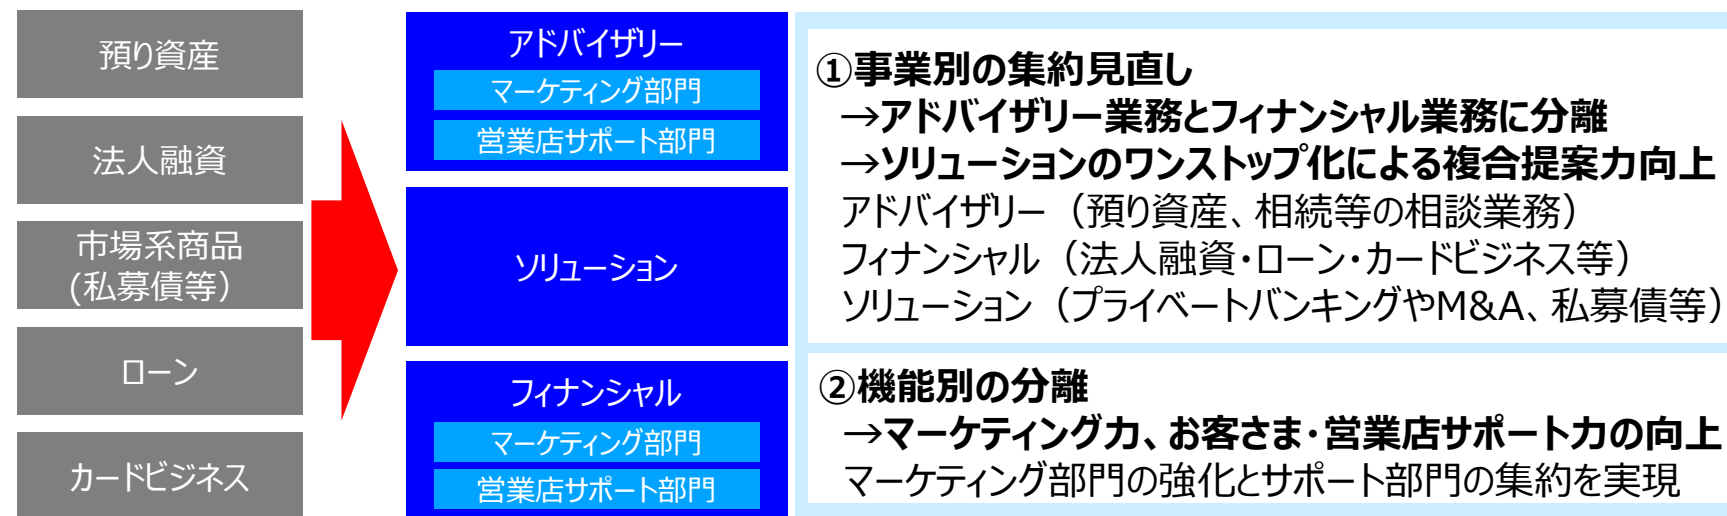 預り資産
法人融資
市場系商品
(私募債等）
ローン
カードビジネス
アドバイザリー
マーケティング部門
営業店サポート部門
ソリューション
フィナンシャル
マーケティング部門
営業店サポート部門
①事業別の集約見直し
→アドバイザリー業務とフィナンシャル業務に分離
→ソリューションのワンストップ化による複合提案力向上
アドバイザリー（預り資産、相続等の相談業務）
フィナンシャル（法人融資・ローン・カードビジネス等）
ソリューション（プライベートバンキングやM&A、私募債等）
②機能別の分離
→マーケティング力、お客さま・営業店サポート力の向上
マーケティング部門の強化とサポート部門の集約を実現